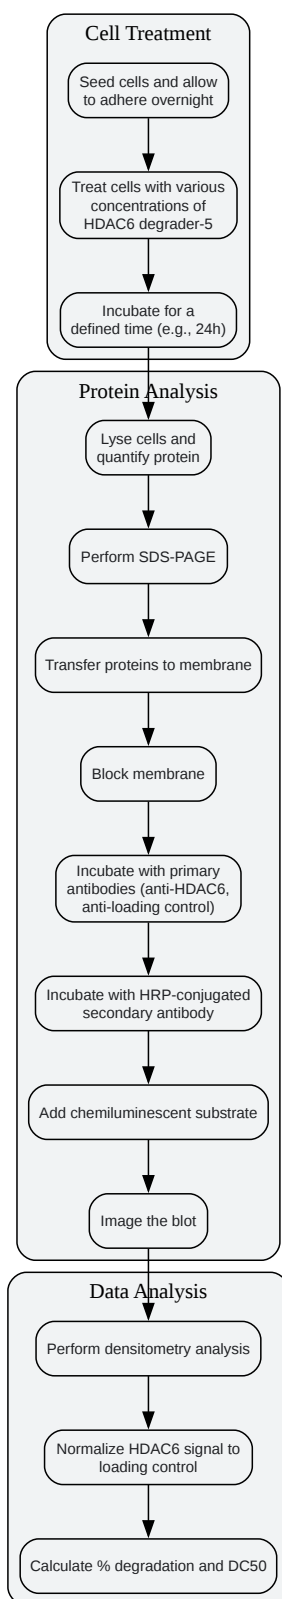 Cell Treatment
Seed cells and allow
to adhere overnight
Treat cells with various
concentrations of
HDAC6 degrader-5
Incubate for a
defined time (e.g., 24h)
Protein Analysis
Lyse cells and
quantify protein
Perform SDS-PAGE
Transfer proteins to membrane
Block membrane
Incubate with primary
antibodies (anti-HDAC6,
anti-loading control)
Incubate with HRP-conjugated
secondary antibody
Add chemiluminescent substrate
Image the blot
Data Analysis
Perform densitometry analysis
Normalize HDAC6 signal to
loading control
Calculate % degradation and DC50